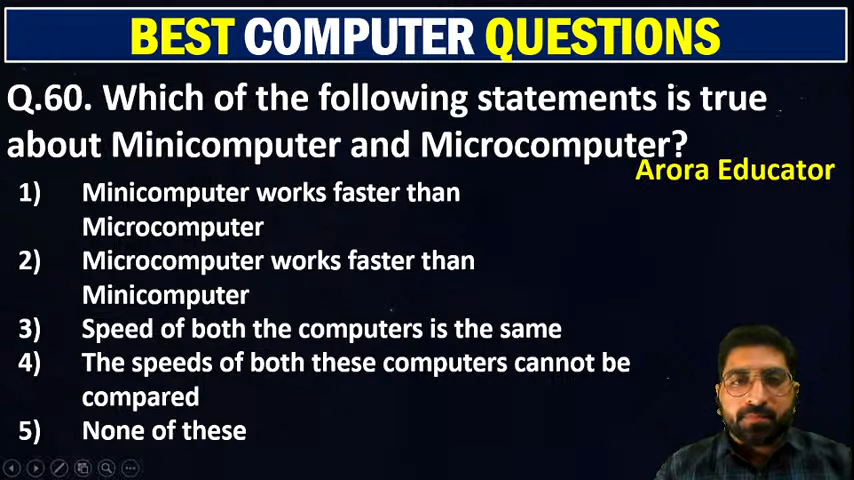 BEST COMPUTER QUESTIONS
Q.60. Which of the following statements is true
about Minicomputer and Microcomputer?
Arora Educator
1) Minicomputer works faster than
Microcomputer
2) Microcomputer works faster than
Minicomputer
3) Speed of both the computers is the same
4) The speeds of both these computers cannot be
compared
5) None of these